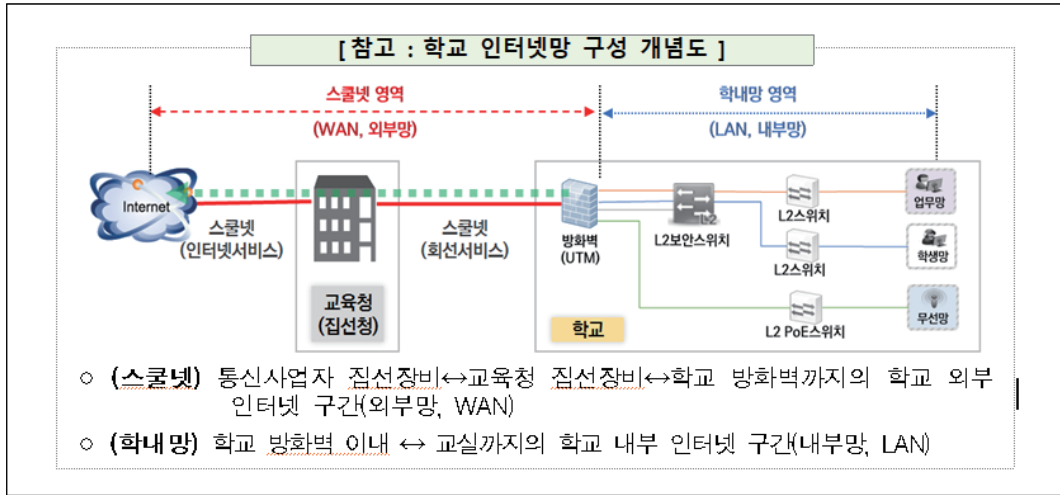 [ 참고 : 학교 인터넷망 구성 개념도 ]
스쿨넷 영역
학내망 영역
(WAN, 외부망)
(LAN, 내부망)
Internet
스쿨넷
(인터넷서비스)
교육청
(집선청)
스쿨넷
(회선서비스)
방화벽
(UTM)
L2
L2보안스위치
L2스위치
업무망
L2스위치
학생망
L2 PoE스위치
무선망
학교
○ (스쿨넷) 통신사업자 집선장비↔교육청 집선장비↔학교 방화벽까지의 학교 외부
인터넷 구간(외부망, WAN)
○ (학내망) 학교 방화벽 이내 ↔ 교실까지의 학교 내부 인터넷 구간(내부망, LAN)